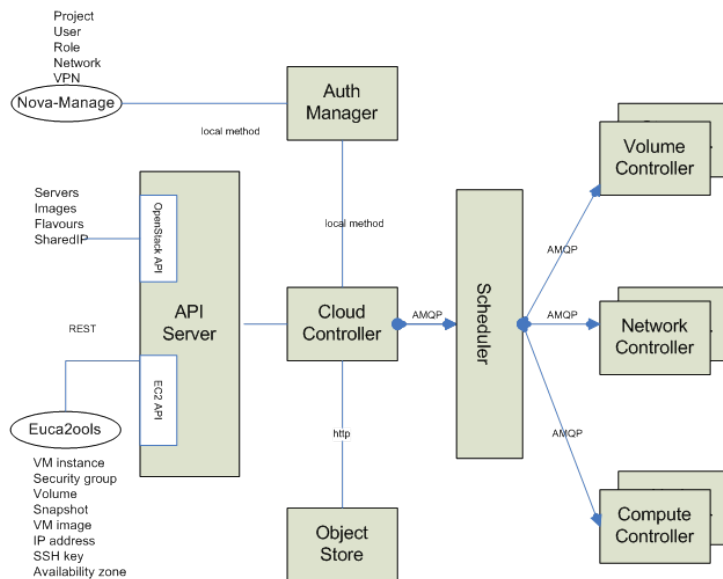 Project
User
Role
Network
VPN
Nova-Manage
Auth
Manager
local method
Servers
Images
Flavours
SharedIP
OpenStack API
API
Server
REST
EC2 API
Euca2ools
VM instance
Security group
Volume
Snapshot
VM image
IP address
SSH key
Availability zone
local method
Cloud
Controller
AMQP
http
Object
Store
Scheduler
AMQP
Volume
Controller
AMQP
Network
Controller
AMQP
Compute
Controller